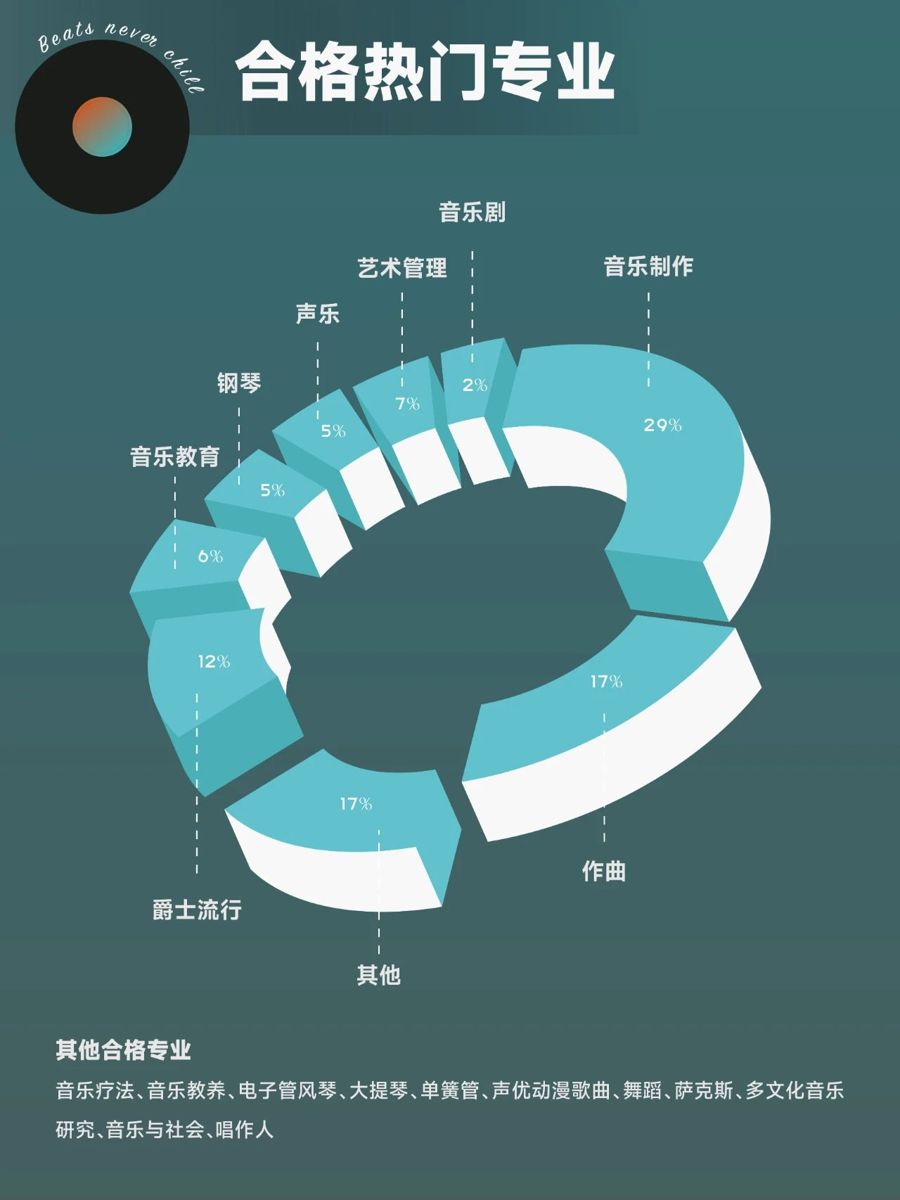 Beats never chill
合格热门专业
音乐剧
艺术管理
音乐制作
声乐
钢琴
音乐教育
2%
7%
29%
5%
5%
6%
12%
17%
17%
作曲
爵士流行
其他
其他合格专业
音乐疗法、音乐教养、电子管风琴、大提琴、单簧管、声优动漫歌曲、舞蹈、萨克斯、多文化音乐
研究、音乐与社会、唱作人